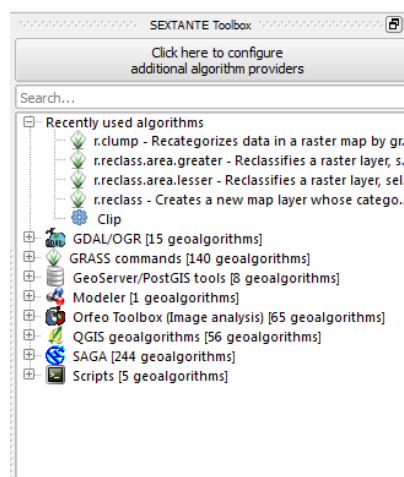 SEXTANTE Toolbox
Click here to configure
additional algorithm providers
Search...
Recently used algorithms
r.clump - Recategorizes data in a raster map by gr...
r.reclass.area.greater - Reclassifies a raster layer, s...
r.reclass.area.lesser - Reclassifies a raster layer, sel...
r.reclass - Creates a new map layer whose catego...
Clip
GDAL/OGR [15 geoalgorithms]
GRASS commands [140 geoalgorithms]
GeoServer/PostGIS tools [8 geoalgorithms]
Modeler [1 geoalgorithms]
Orfeo Toolbox (Image analysis) [65 geoalgorithms]
QGIS geoalgorithms [56 geoalgorithms]
SAGA [244 geoalgorithms]
Scripts [5 geoalgorithms]